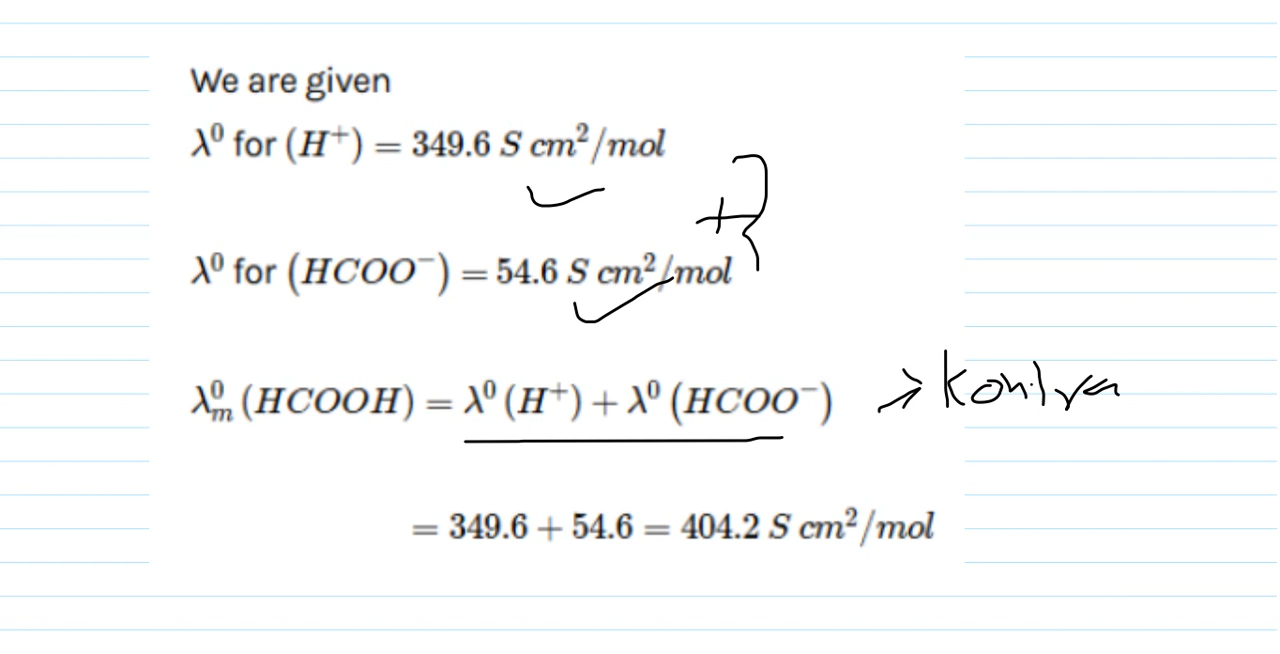 We are given
λ⁰ for (H⁺) = 349.6 S cm²/mol
+
λ⁰ for (HCOO⁻) = 54.6 S cm²/mol
λ⁰ₘ (HCOOH) = λ⁰ (H⁺) + λ⁰ (HCOO⁻)
= 349.6 + 54.6 = 404.2 S cm²/mol